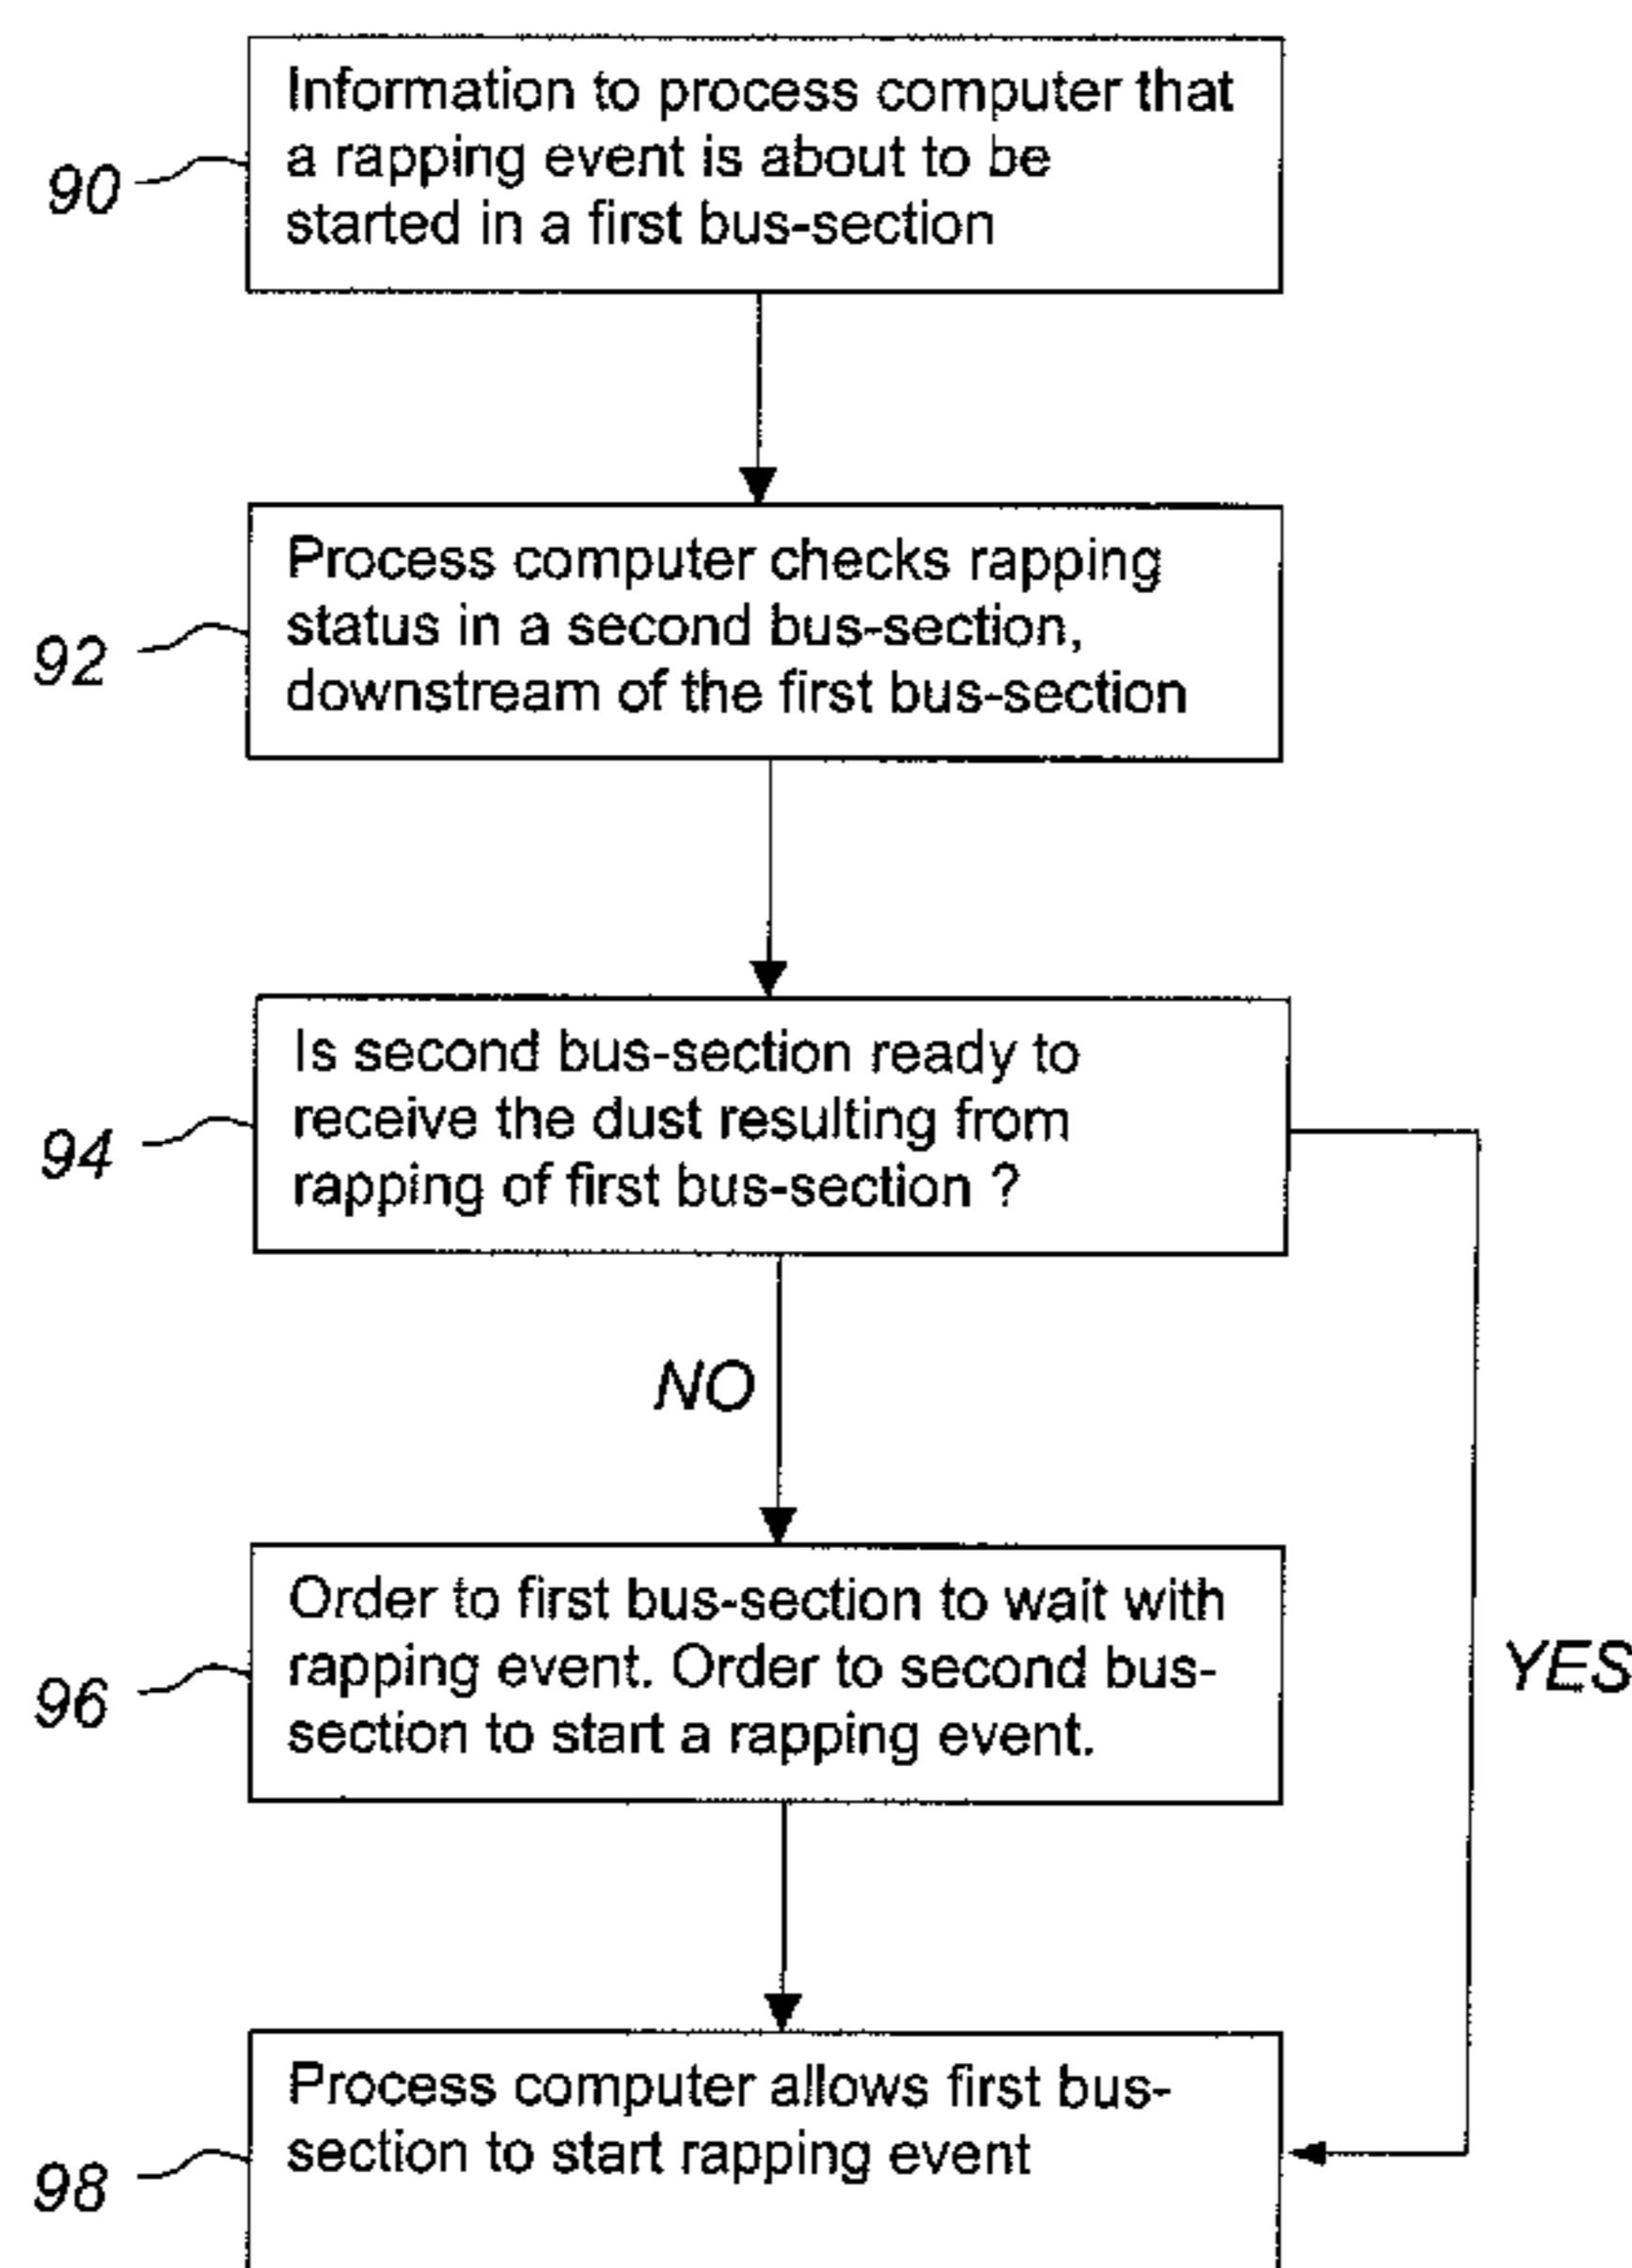 Information to process computer that
a rapping event is about to be
started in a first bus-section
90
Process computer checks rapping
status in a second bus-section,
downstream of the first bus-section
92
Is second bus-section ready to
receive the dust resulting from
rapping of first bus-section ?
94
NO
Order to first bus-section to wait with
rapping event. Order to second bus-
section to start a rapping event.
96
YES
Process computer allows first bus-
section to start rapping event
98